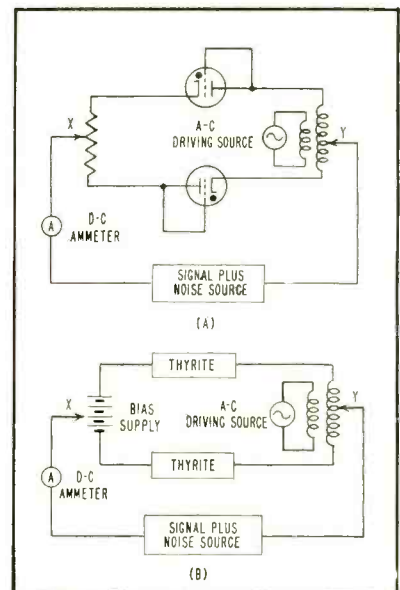 X
A-C
DRIVING SOURCE
Y
A
D-C
AMMETER
SIGNAL PLUS
NOISE SOURCE
(A)
THYRITE
X
BIAS
SUPPLY
A-C
DRIVING SOURCE
Y
A
D-C
AMMETER
THYRITE
SIGNAL PLUS
NOISE SOURCE
(B)